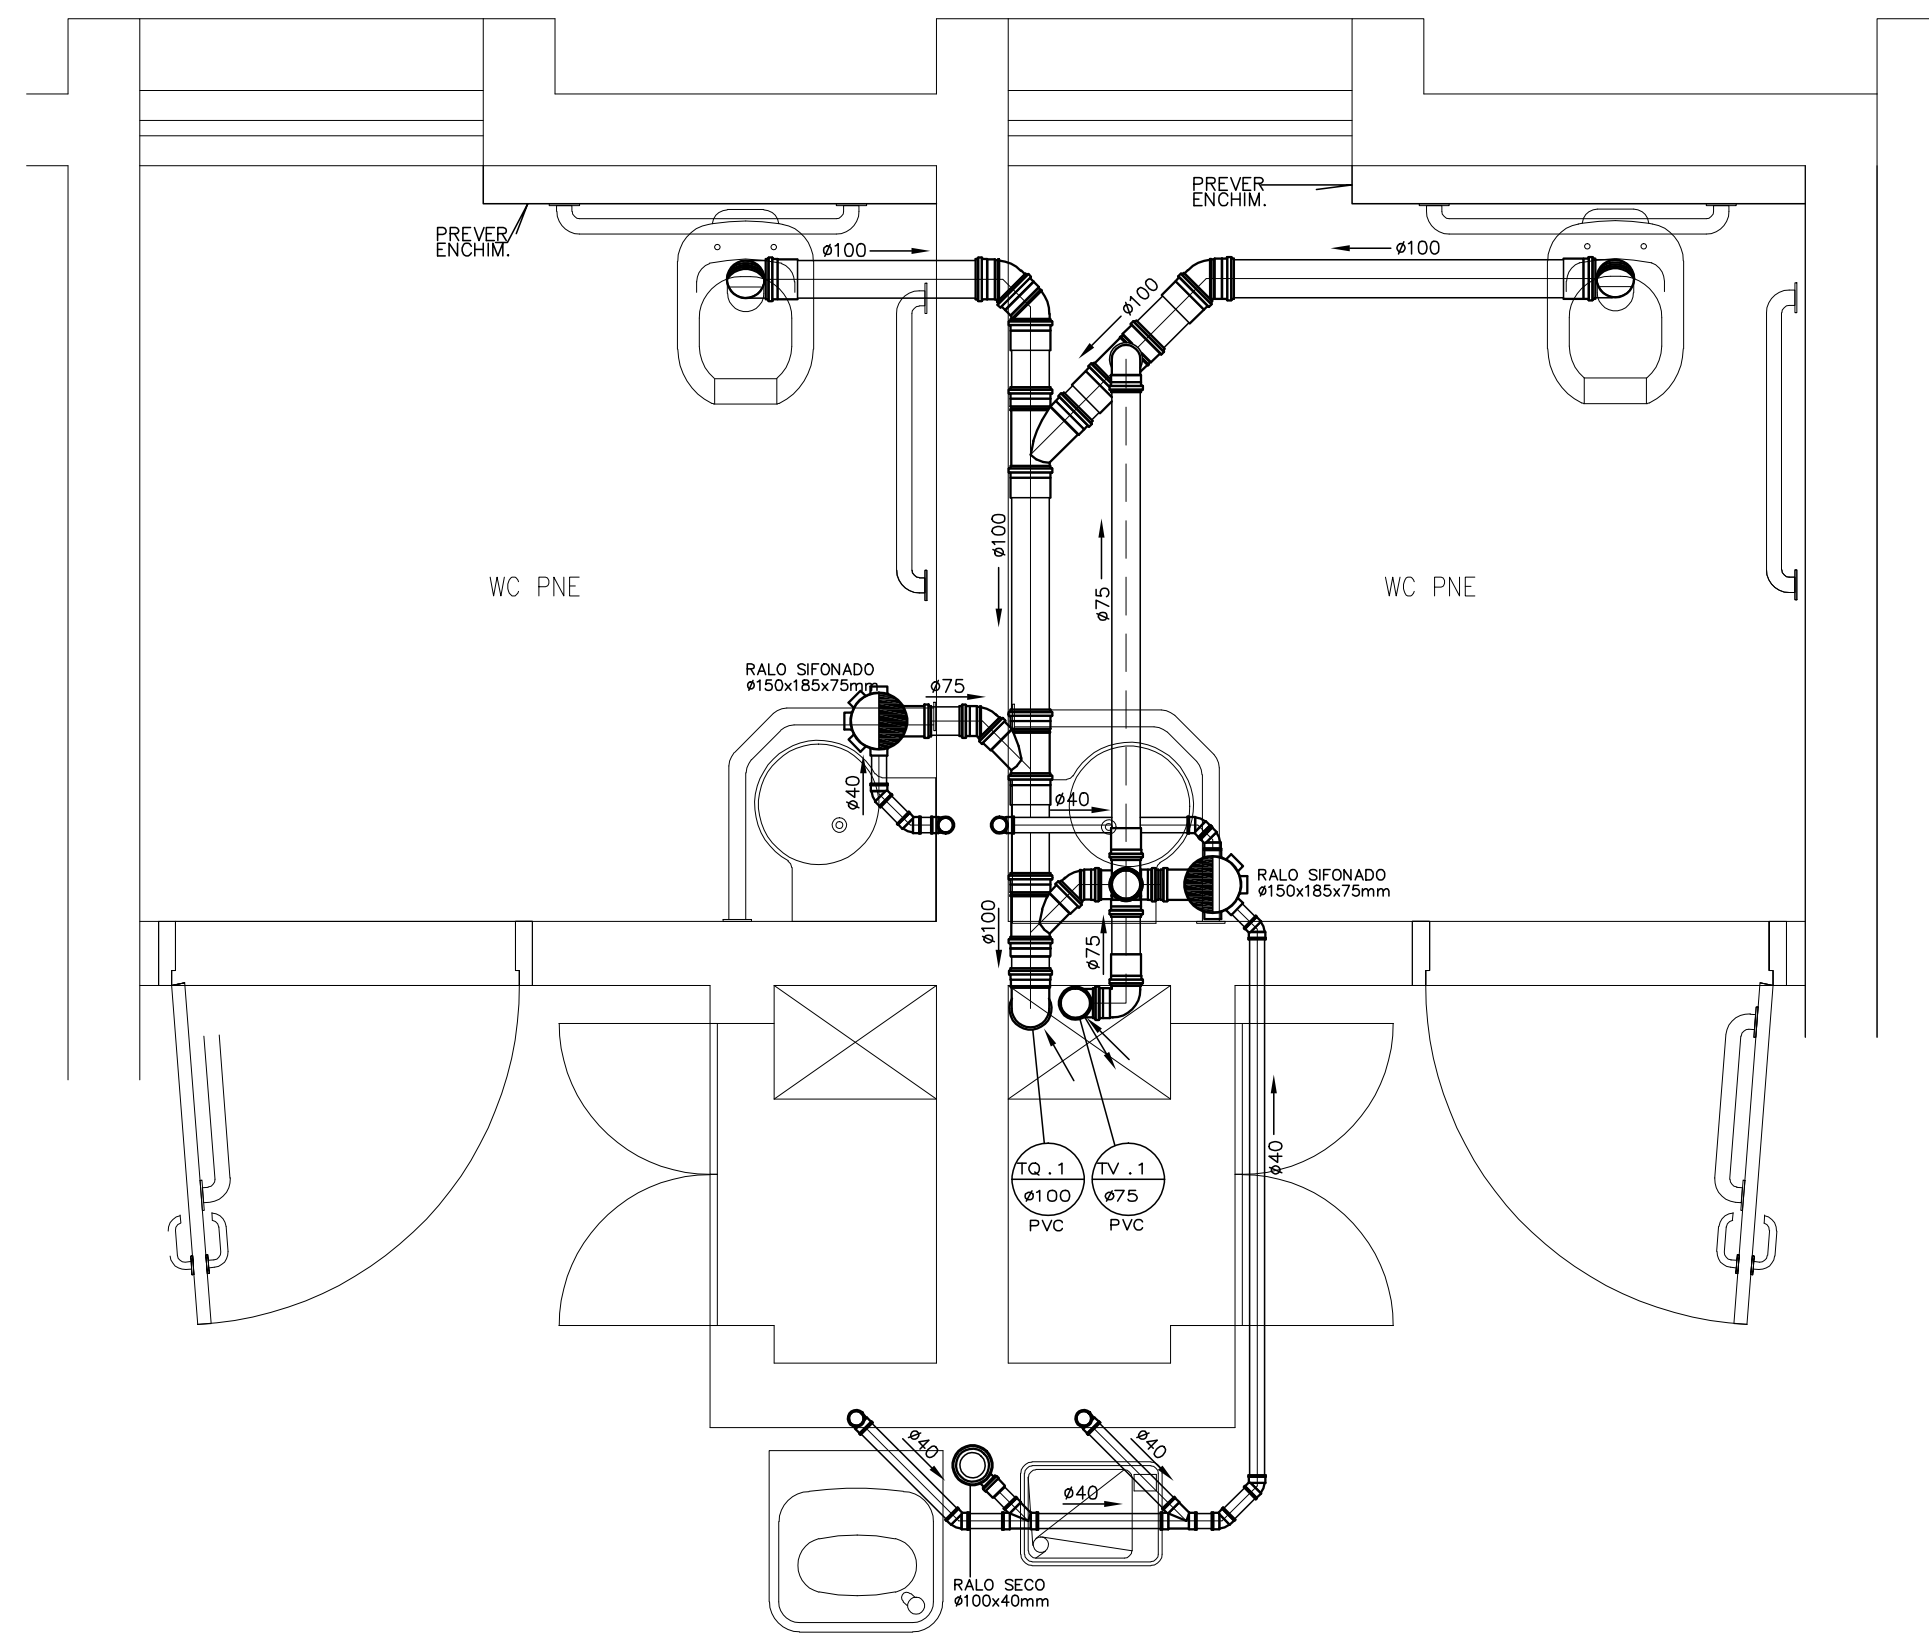 PREVER
ENCHIM.
PREVER
ENCHIM.
ø100
ø100
ø100
ø100
ø75
WC PNE
WC PNE
RALO SIFONADO
ø150x185x75mm
ø75
ø40
ø40
RALO SIFONADO
ø150x185x75mm
ø100
ø75
TQ .1
ø100
PVC
TV .1
ø75
PVC
ø40
ø40
ø40
ø40
RALO SECO
ø100x40mm